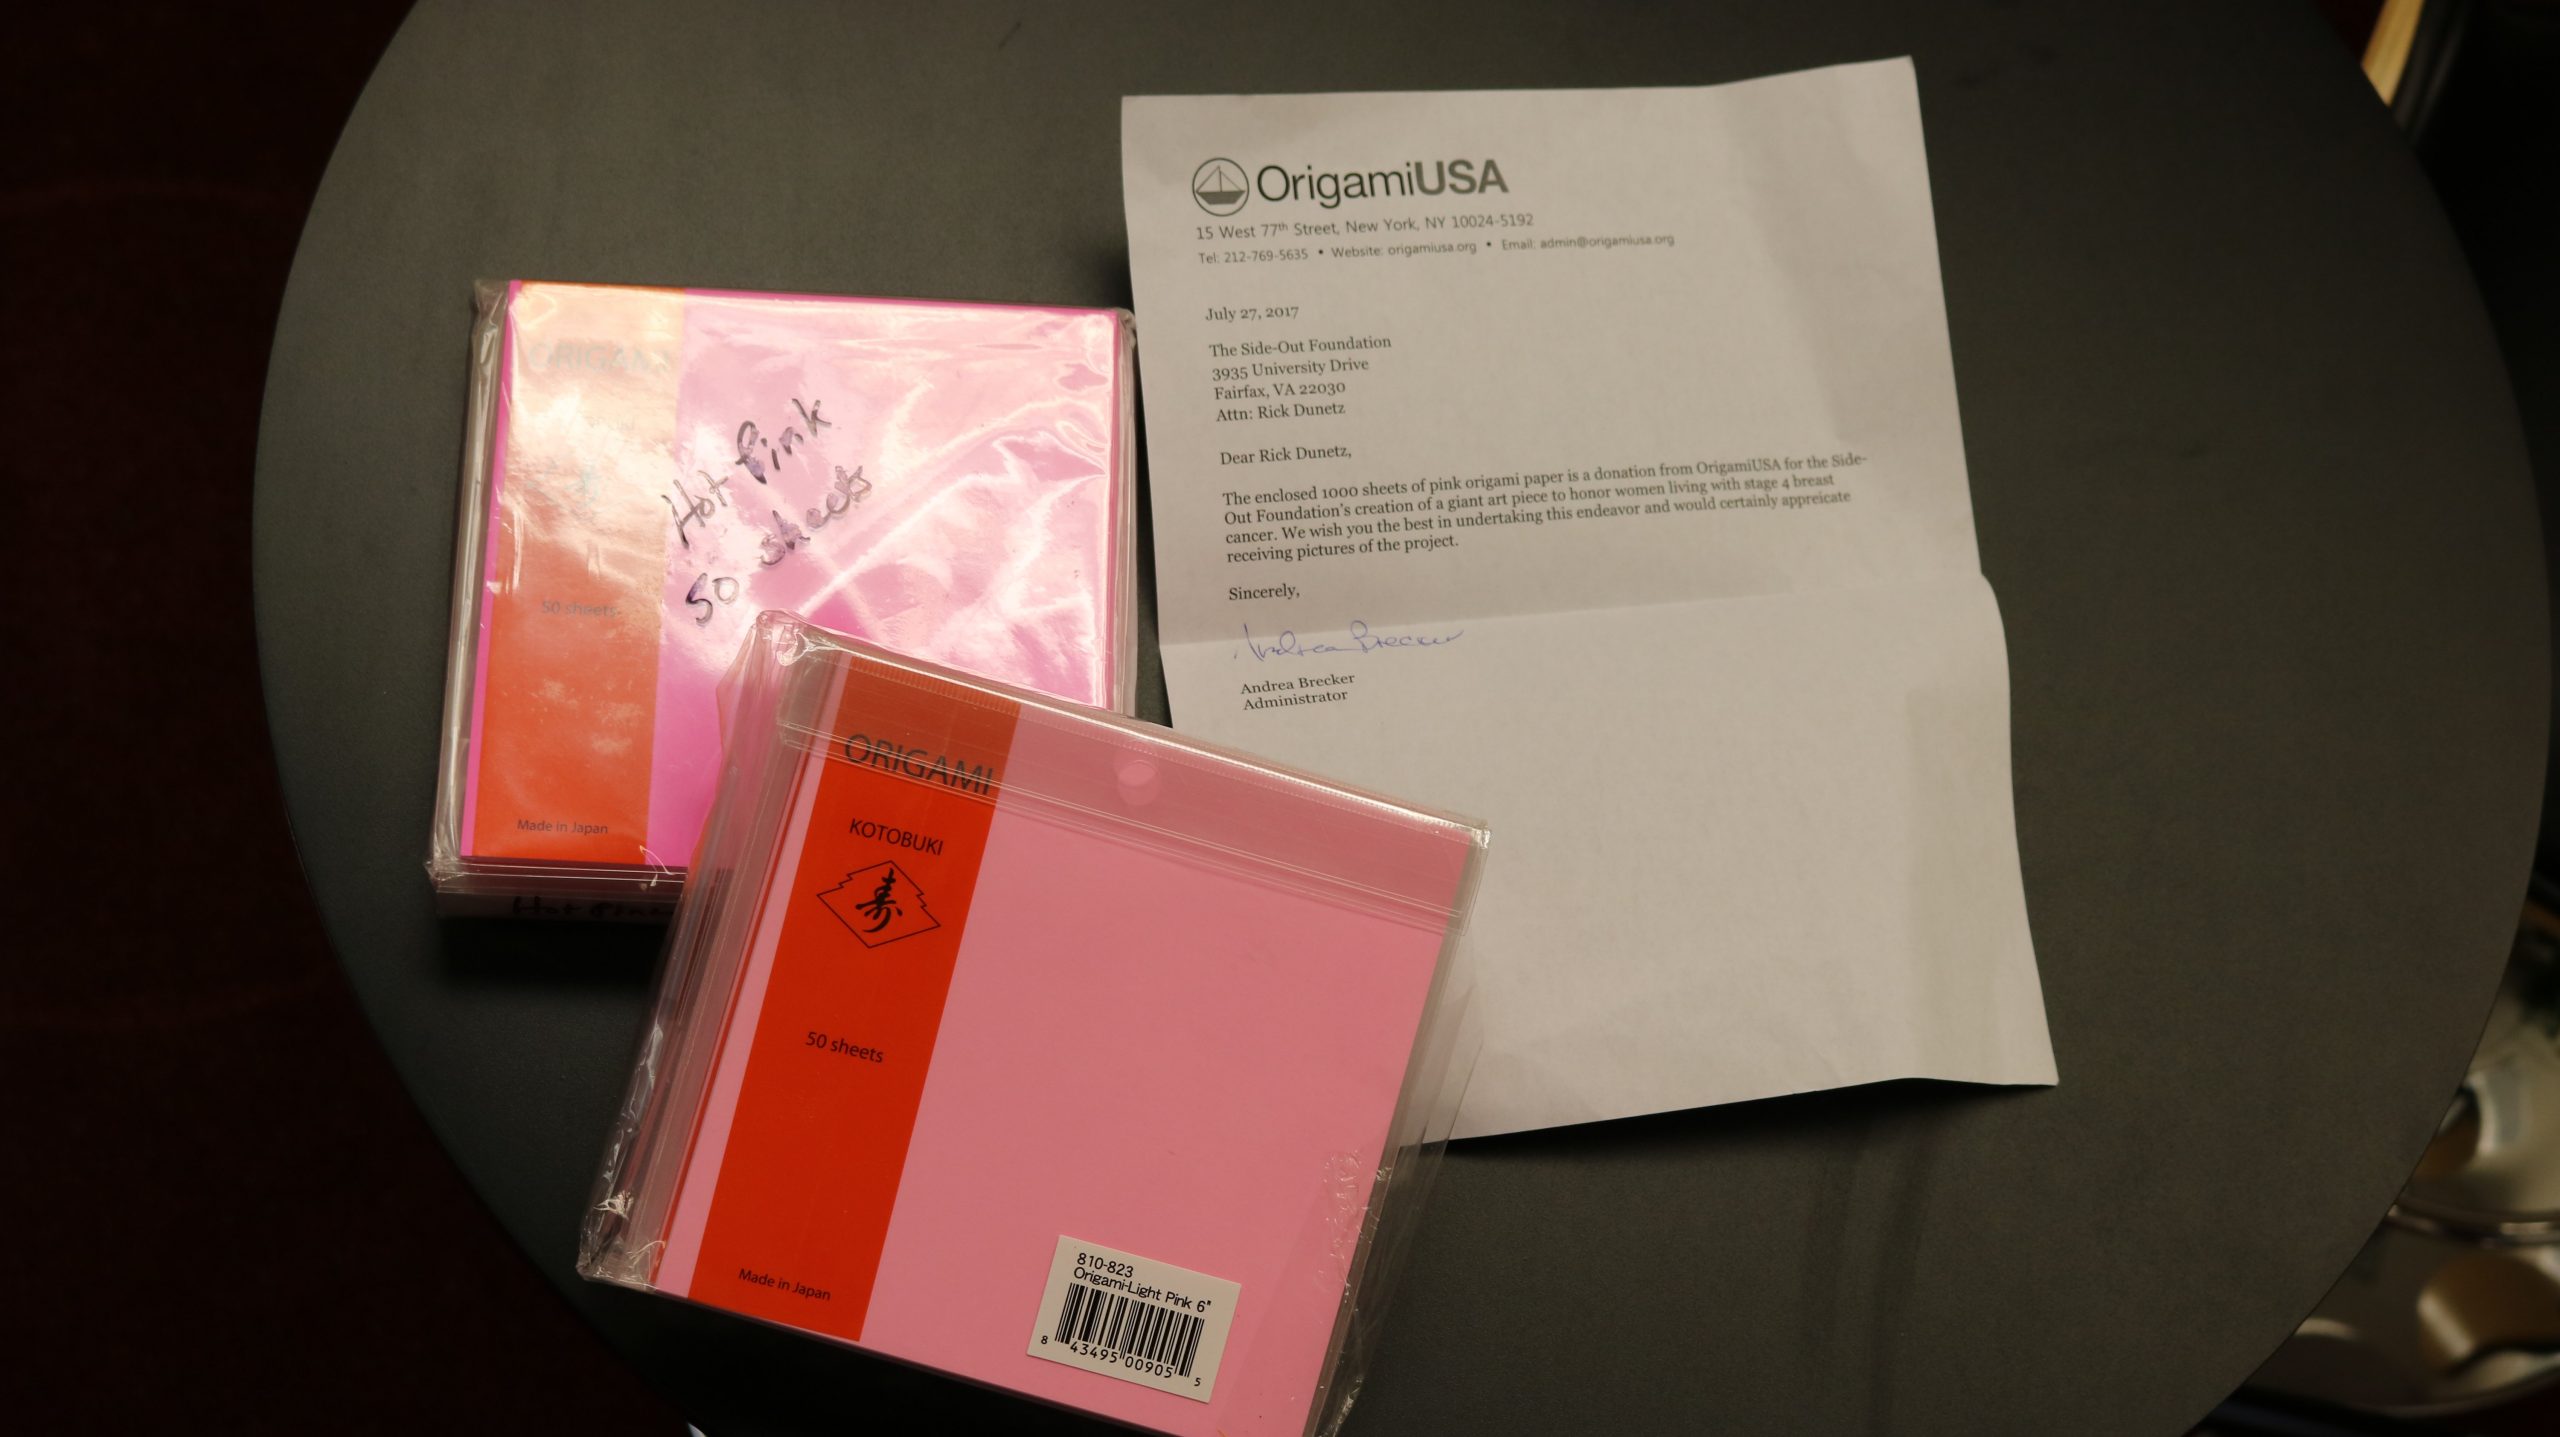 OrigamiUSA
15 West 77th Street, New York, NY 10024-5192
Tel: 212-769-5635 • Website: origamiusa.org • Email: admin@origamiusa.org
July 27, 2017
The Side-Out Foundation
3935 University Drive
Fairfax, VA 22030
Attn: Rick Dunetz
Dear Rick Dunetz,
The enclosed 1000 sheets of pink origami paper is a donation from OrigamiUSA for the Side-
Out Foundation's creation of a giant art piece to honor women living with stage 4 breast
cancer. We wish you the best in undertaking this endeavor and would certainly appreicate
receiving pictures of the project.
Sincerely,
Andrea Brecker
Andrea Brecker
Administrator
ORIGAMI
50 sheets
Made in Japan
Hot Pink
50 sheets
Hot Pink
ORIGAMI
KOTOBUKI
寿
50 sheets
Made in Japan
810-823
Origami-Light Pink 6"
8 43495 00905 5